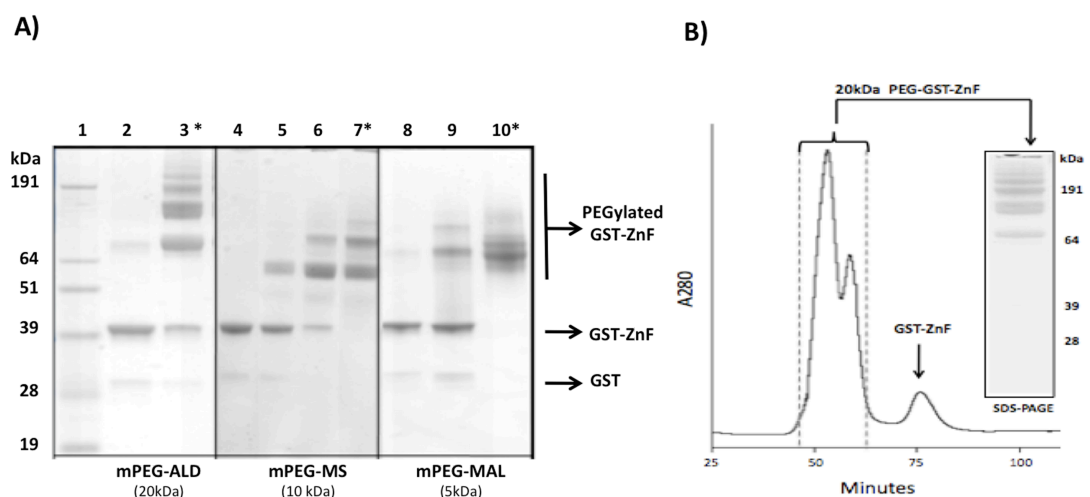 A)
1 2 3 * 4 5 6 7* 8 9 10*
kDa
191
64
51
39
28
19
PEGylated
GST-ZnF
GST-ZnF
GST
mPEG-ALD mPEG-MS mPEG-MAL
(20kDa) (10 kDa) (5kDa)
B)
20kDa PEG-GST-ZnF
kDa
191
64
39
28
SDS-PAGE
GST-ZnF
A280
25 50 75 100
Minutes